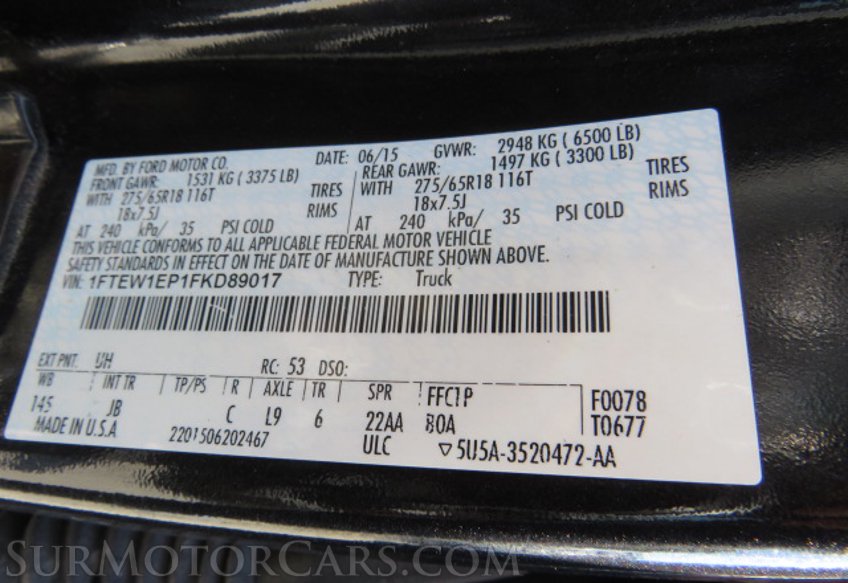 MFD. BY FORD MOTOR CO. DATE: 06/15 GVWR: 2948 KG ( 6500 LB)
FRONT GAWR: 1531 KG ( 3375 LB) REAR GAWR: 1497 KG ( 3300 LB)
WITH 275/65R18 116T TIRES WITH 275/65R18 116T TIRES
18x7.5J RIMS 18x7.5J RIMS
AT 240 kPa/ 35 PSI COLD AT 240 kPa/ 35 PSI COLD
THIS VEHICLE CONFORMS TO ALL APPLICABLE FEDERAL MOTOR VEHICLE
SAFETY STANDARDS IN EFFECT ON THE DATE OF MANUFACTURE SHOWN ABOVE.
VIN: 1FTEW1EP1FKD89017 TYPE: Truck
EXT PNT: UH RC: 53 DSO:
WB INT TR TP/PS R AXLE TR SPR FFC1P F0078
145 JB C L9 6 22AA 80A T0677
MADE IN U.S.A 2201506202467 ULC ▽5U5A-3520472-AA
SURMOTORCARS.COM